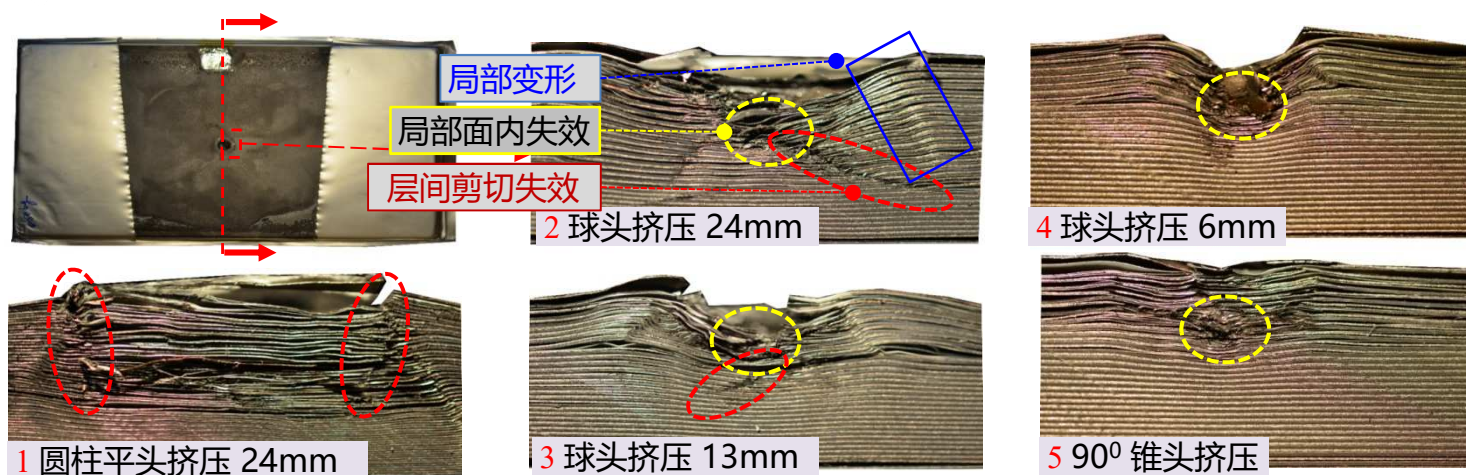 局部变形
局部面内失效
层间剪切失效
2 球头挤压 24mm
4 球头挤压 6mm
1 圆柱平头挤压 24mm
3 球头挤压 13mm
5 90⁰ 锥头挤压